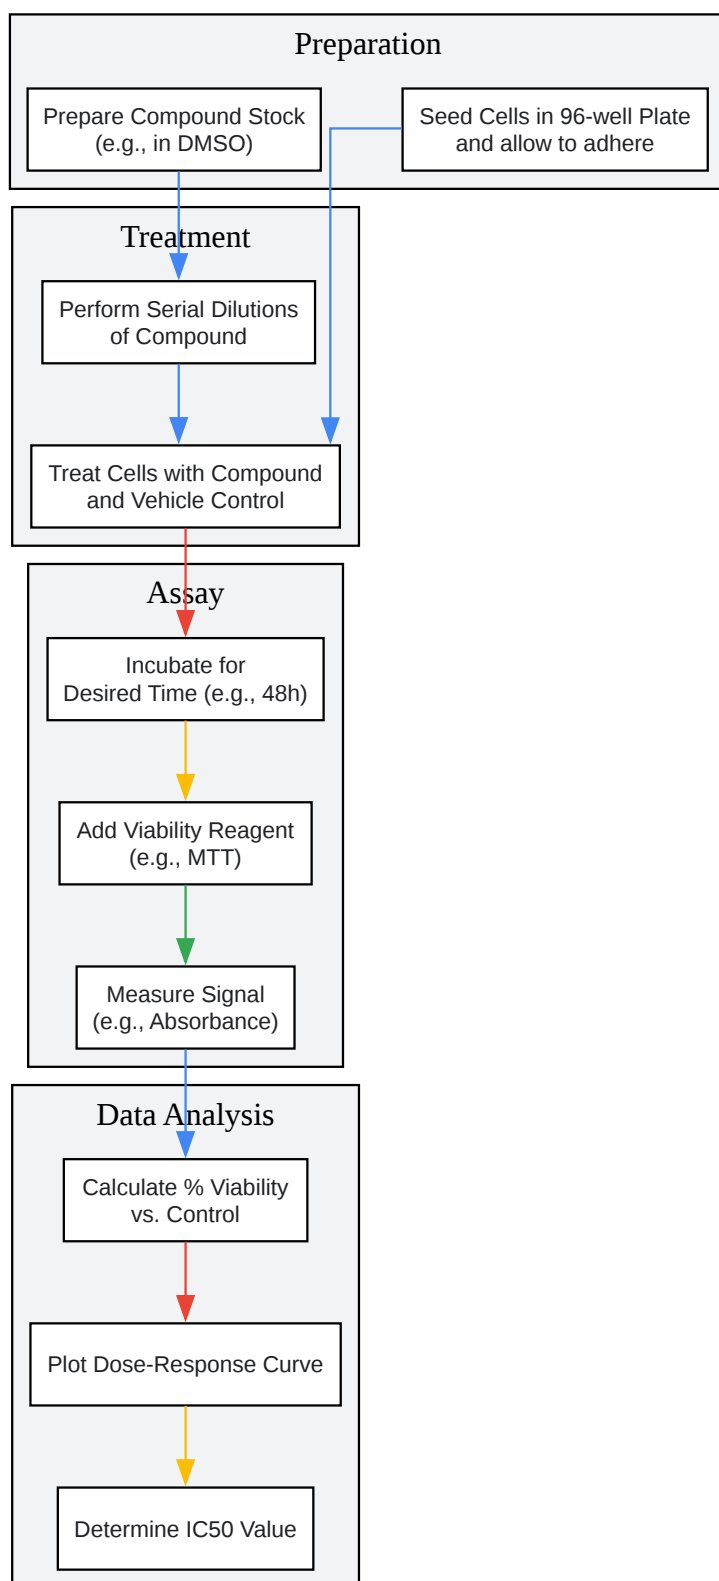 Preparation
Prepare Compound Stock
(e.g., in DMSO)
Seed Cells in 96-well Plate
and allow to adhere
Treatment
Perform Serial Dilutions
of Compound
Treat Cells with Compound
and Vehicle Control
Assay
Incubate for
Desired Time (e.g., 48h)
Add Viability Reagent
(e.g., MTT)
Measure Signal
(e.g., Absorbance)
Data Analysis
Calculate % Viability
vs. Control
Plot Dose-Response Curve
Determine IC50 Value